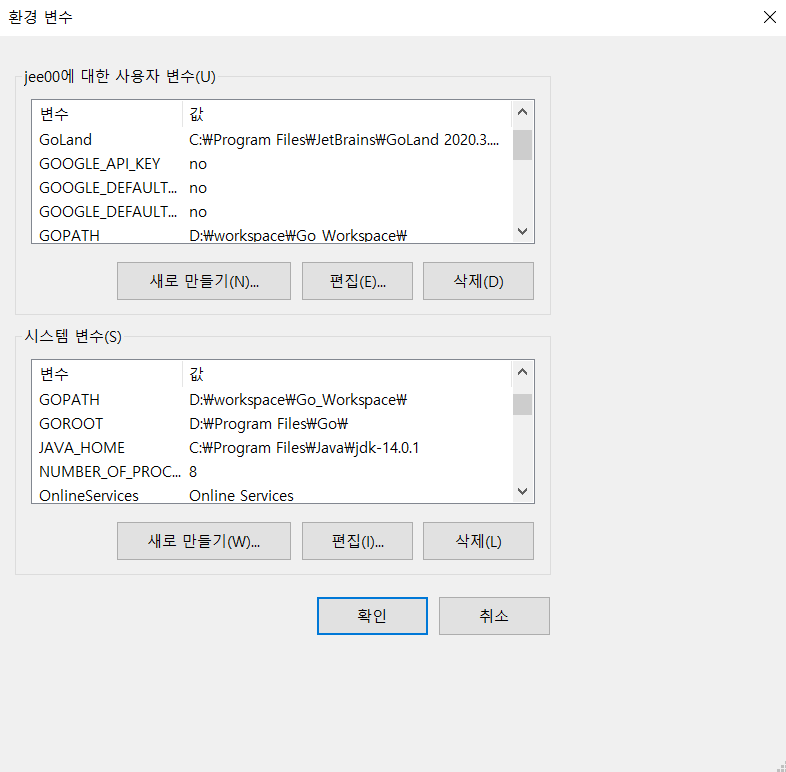 환경 변수
jee00에 대한 사용자 변수(U)
변수 값
GoLand C:₩Program Files₩JetBrains₩GoLand 2020.3....
GOOGLE_API_KEY no
GOOGLE_DEFAULT... no
GOOGLE_DEFAULT... no
GOPATH D:₩workspace₩Go_Workspace₩
새로 만들기(N)... 편집(E)... 삭제(D)
시스템 변수(S)
변수 값
GOPATH D:₩workspace₩Go_Workspace₩
GOROOT D:₩Program Files₩Go₩
JAVA_HOME C:₩Program Files₩Java₩jdk-14.0.1
NUMBER_OF_PROC... 8
OnlineServices Online Services
새로 만들기(W)... 편집(I)... 삭제(L)
확인 취소